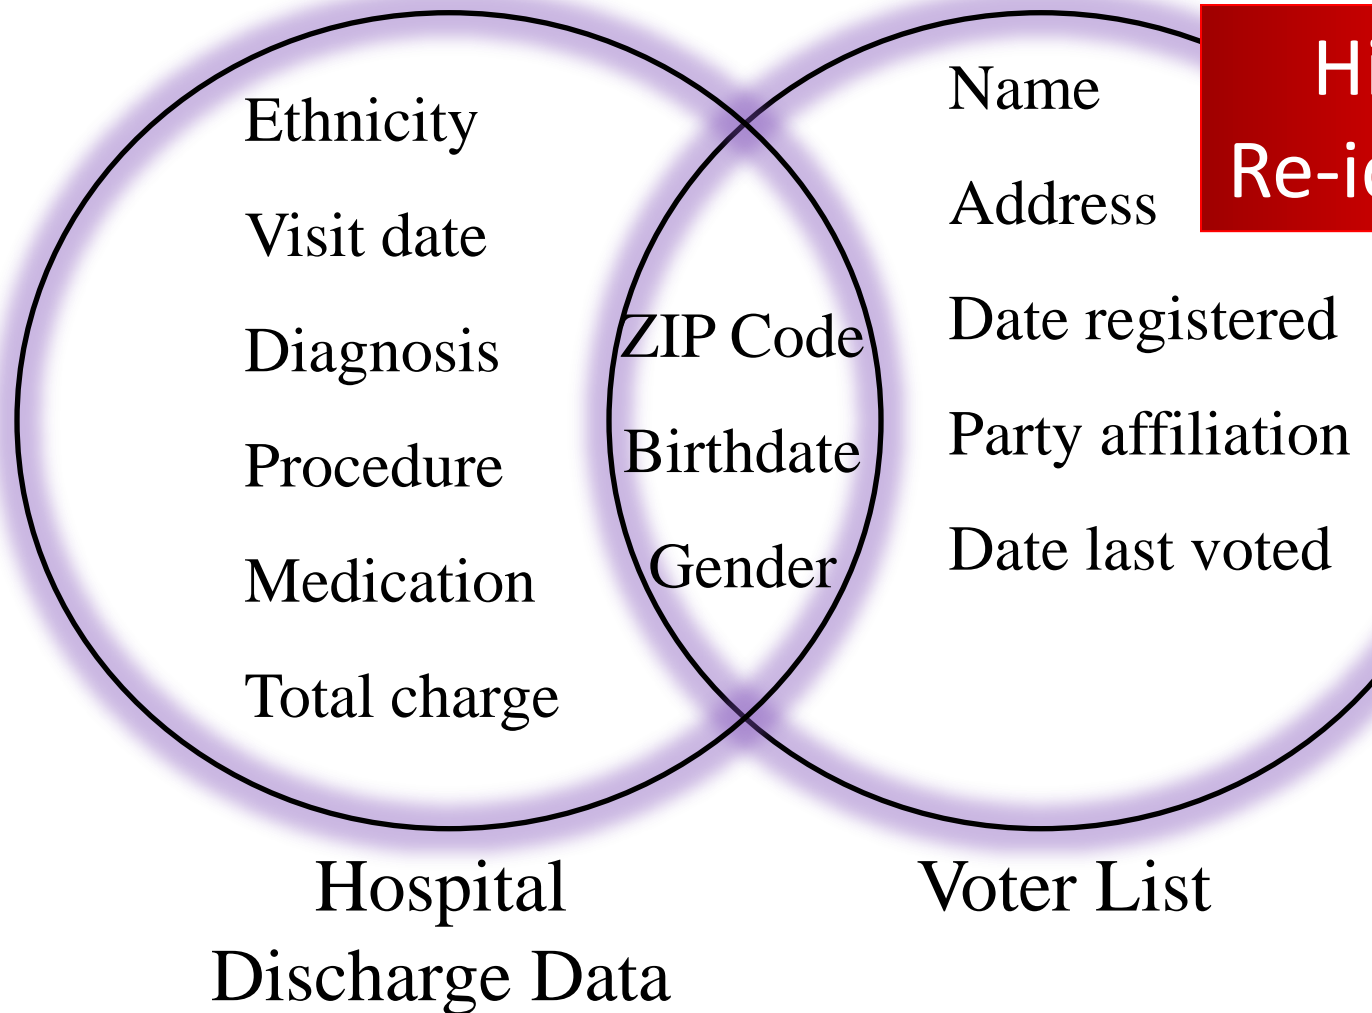 Ethnicity
Visit date
Diagnosis
Procedure
Medication
Total charge
ZIP Code
Birthdate
Gender
Name
Address
Date registered
Party affiliation
Date last voted
Hospital
Discharge Data
Voter List